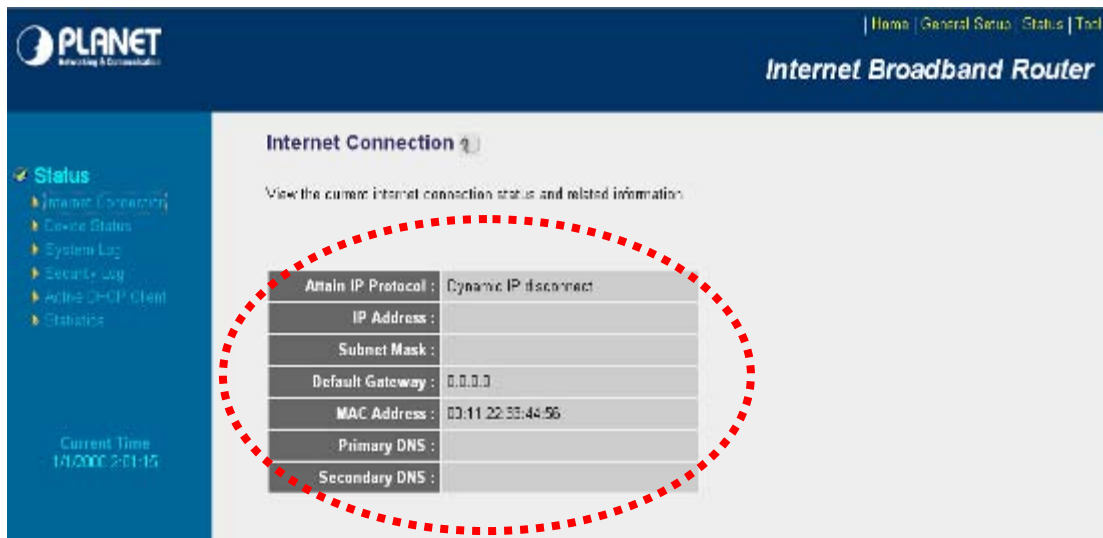 PLANET
Networking & Communication
| Home | General Setup | Status | Tool
Internet Broadband Router
Status
Internet Connection
Device Status
System Log
Security Log
Active DHCP Client
Statistics
Current Time
1/1/2000 2:01:15
Internet Connection
View the current internet connection status and related information.
Attain IP Protocol : Dynamic IP disconnect
IP Address :
Subnet Mask :
Default Gateway : 0.0.0.0
MAC Address : 00:11:22:33:44:56
Primary DNS :
Secondary DNS :